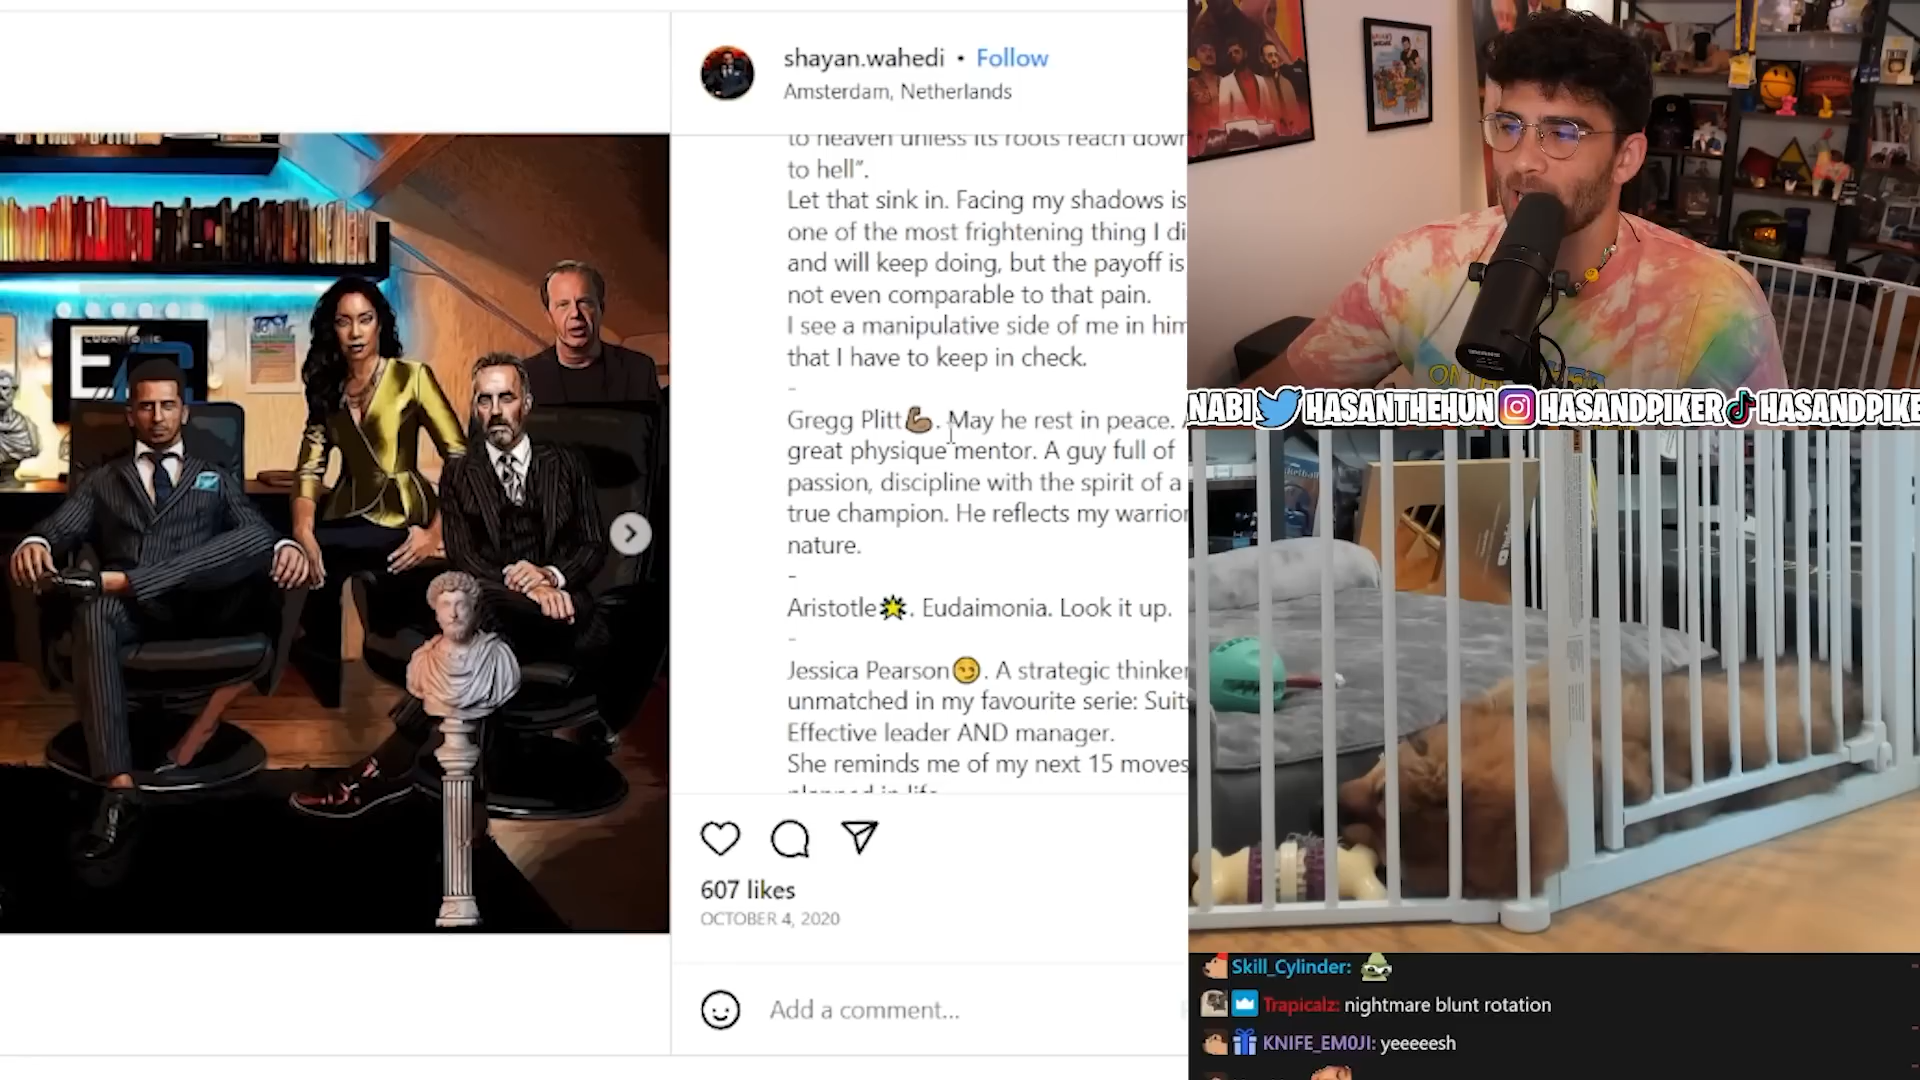 shayan.wahedi • Follow
Amsterdam, Netherlands
to heaven unless its roots reach down
to hell”.
Let that sink in. Facing my shadows is
one of the most frightening thing I di
and will keep doing, but the payoff is
not even comparable to that pain.
I see a manipulative side of me in him
that I have to keep in check.
-
Gregg Plitt💪🏽. May he rest in peace. A
great physique mentor. A guy full of
passion, discipline with the spirit of a
true champion. He reflects my warrior
nature.
-
Aristotle🌟. Eudaimonia. Look it up.
-
Jessica Pearson😏. A strategic thinker
unmatched in my favourite serie: Suits
Effective leader AND manager.
She reminds me of my next 15 moves
planned in life
607 likes
OCTOBER 4, 2020
Add a comment...
NABI HASANTHEHUN HASANDPIKER HASANDPIKE
Skill_Cylinder:
Trapicalz: nightmare blunt rotation
KNIFE_EM0JI: yeeeeesh